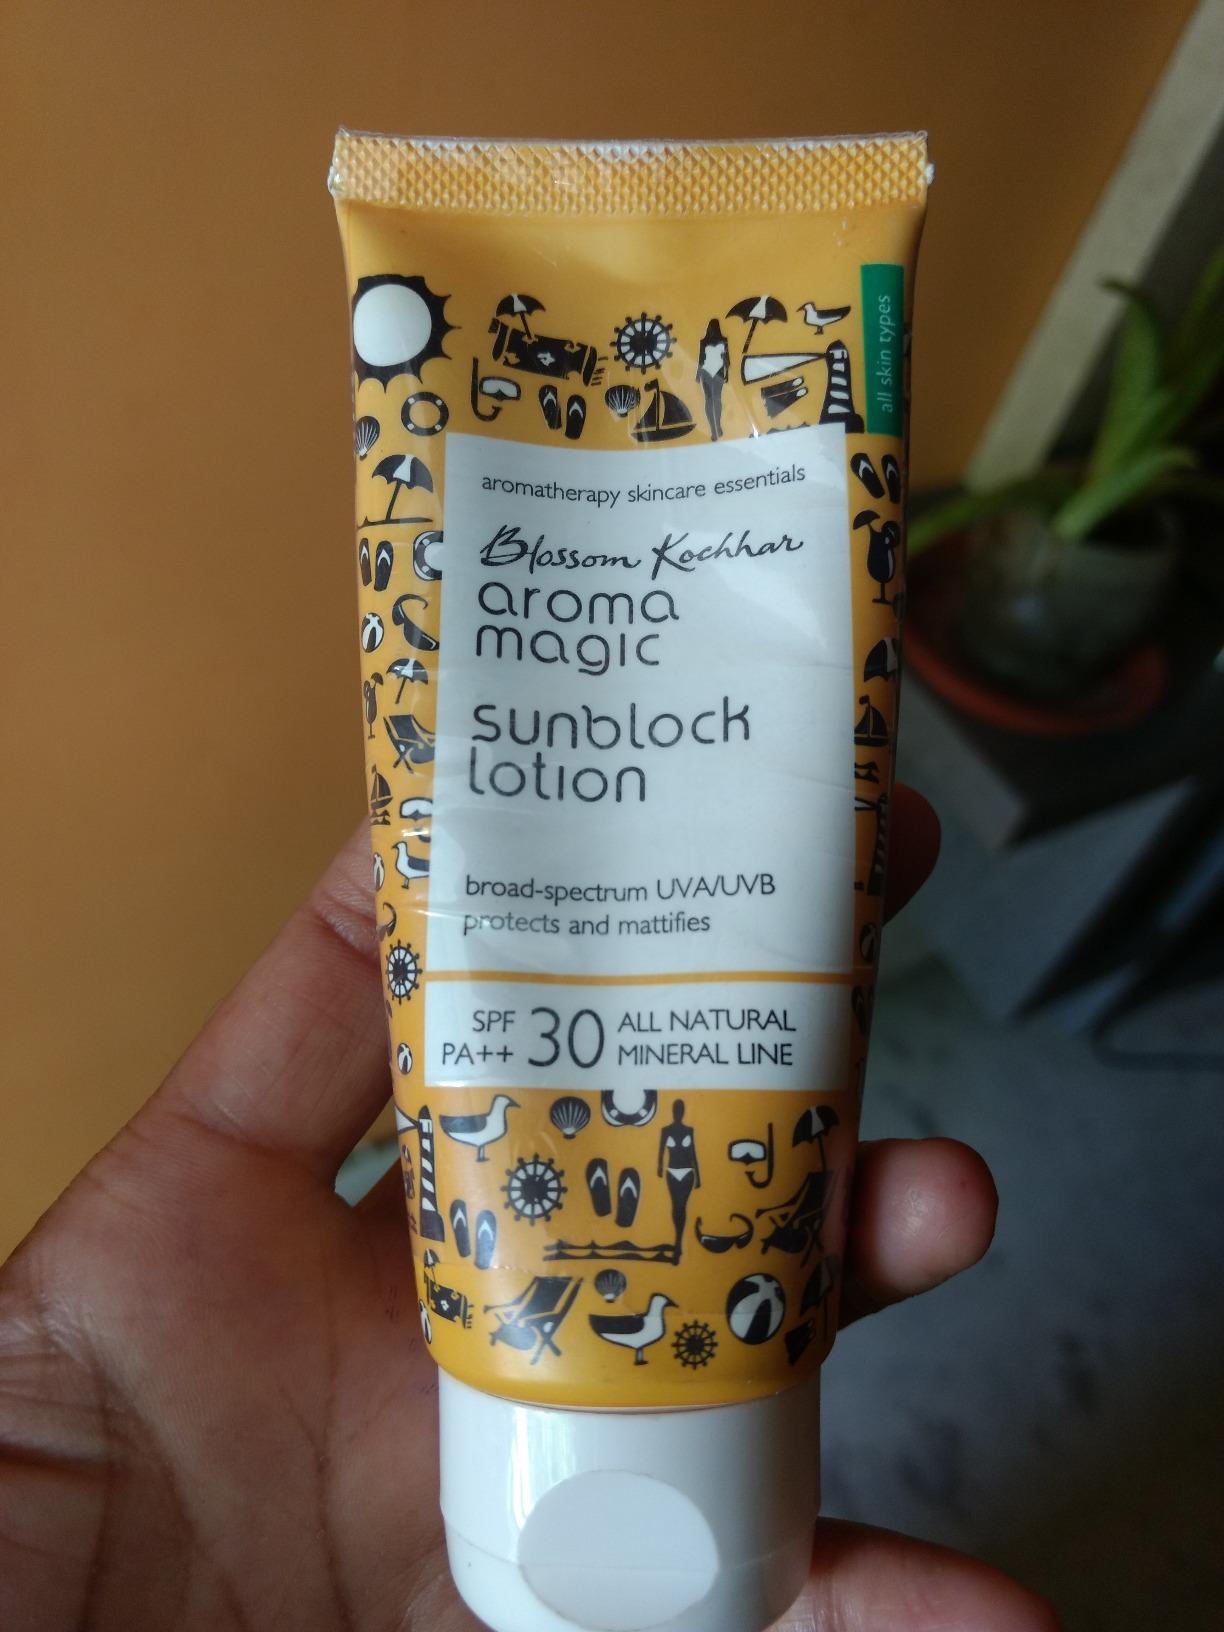 all skin types
aromatherapy skincare essentials
Blossom Kochhar
aroma
magic
sunblock
lotion
broad-spectrum UVA/UVB
protects and mattifies
SPF 30 ALL NATURAL
PA++ MINERAL LINE